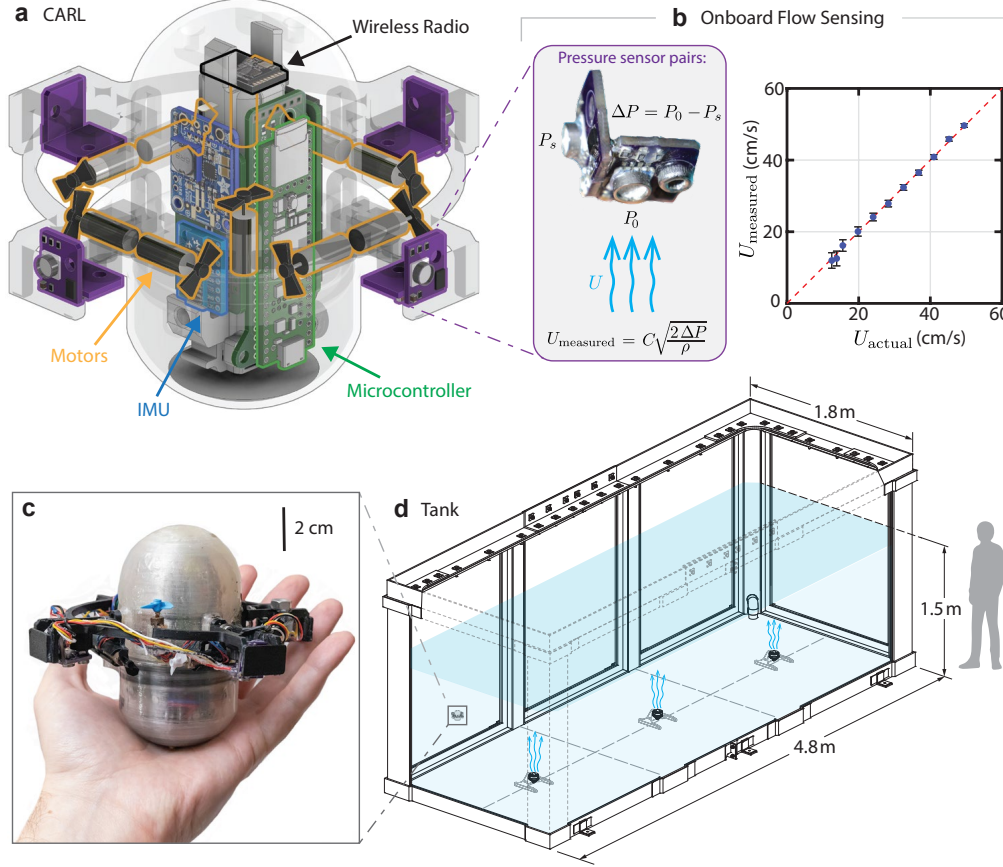 a CARL
Wireless Radio
Motors
IMU
Microcontroller
b Onboard Flow Sensing
Pressure sensor pairs:
ΔP = P₀ − Pₛ
Pₛ
P₀
U
U_measured = C√(2ΔP/ρ)
U_measured (cm/s)
60
40
20
0
0 20 40 60
U_actual (cm/s)
c
2 cm
d Tank
1.8 m
1.5 m
4.8 m